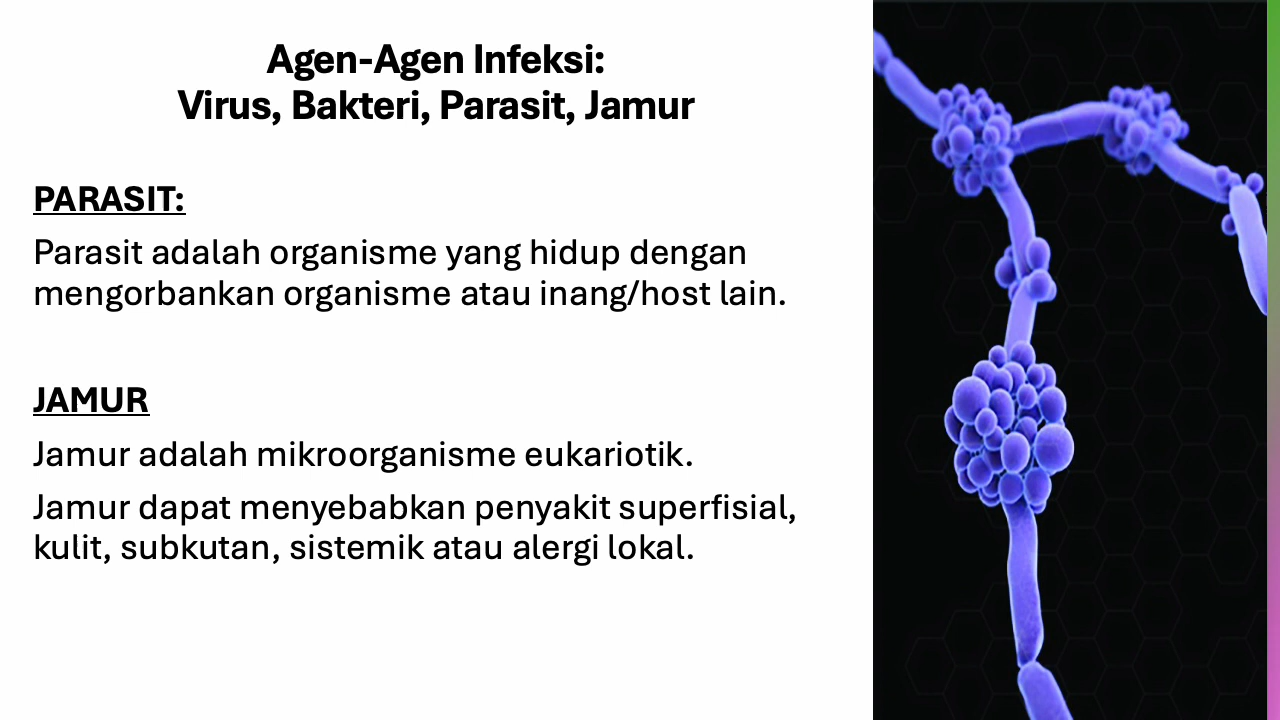 Agen-Agen Infeksi:
Virus, Bakteri, Parasit, Jamur
PARASIT:
Parasit adalah organisme yang hidup dengan
mengorbankan organisme atau inang/host lain.
JAMUR
Jamur adalah mikroorganisme eukariotik.
Jamur dapat menyebabkan penyakit superfisial,
kulit, subkutan, sistemik atau alergi lokal.